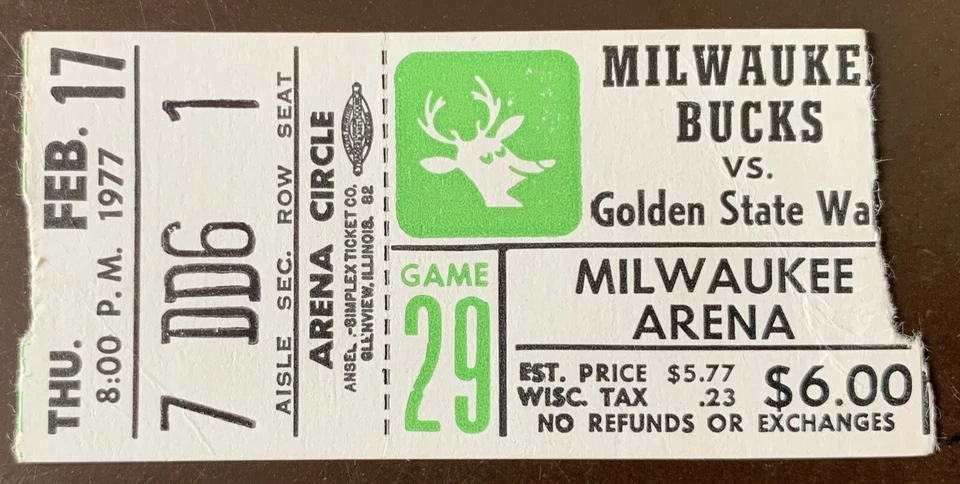 THU. FEB. 17
8:00 P. M. 1977
7 DD6 1
AISLE SEC. ROW SEAT
ARENA CIRCLE
ANSELL-SIMPLEX TICKET CO.
GLENVIEW, ILLINOIS. 82
MILWAUKE
BUCKS
VS.
Golden State Wa
GAME
29
MILWAUKEE
ARENA
EST. PRICE $5.77
WISC. TAX .23
$6.00
NO REFUNDS OR EXCHANGES